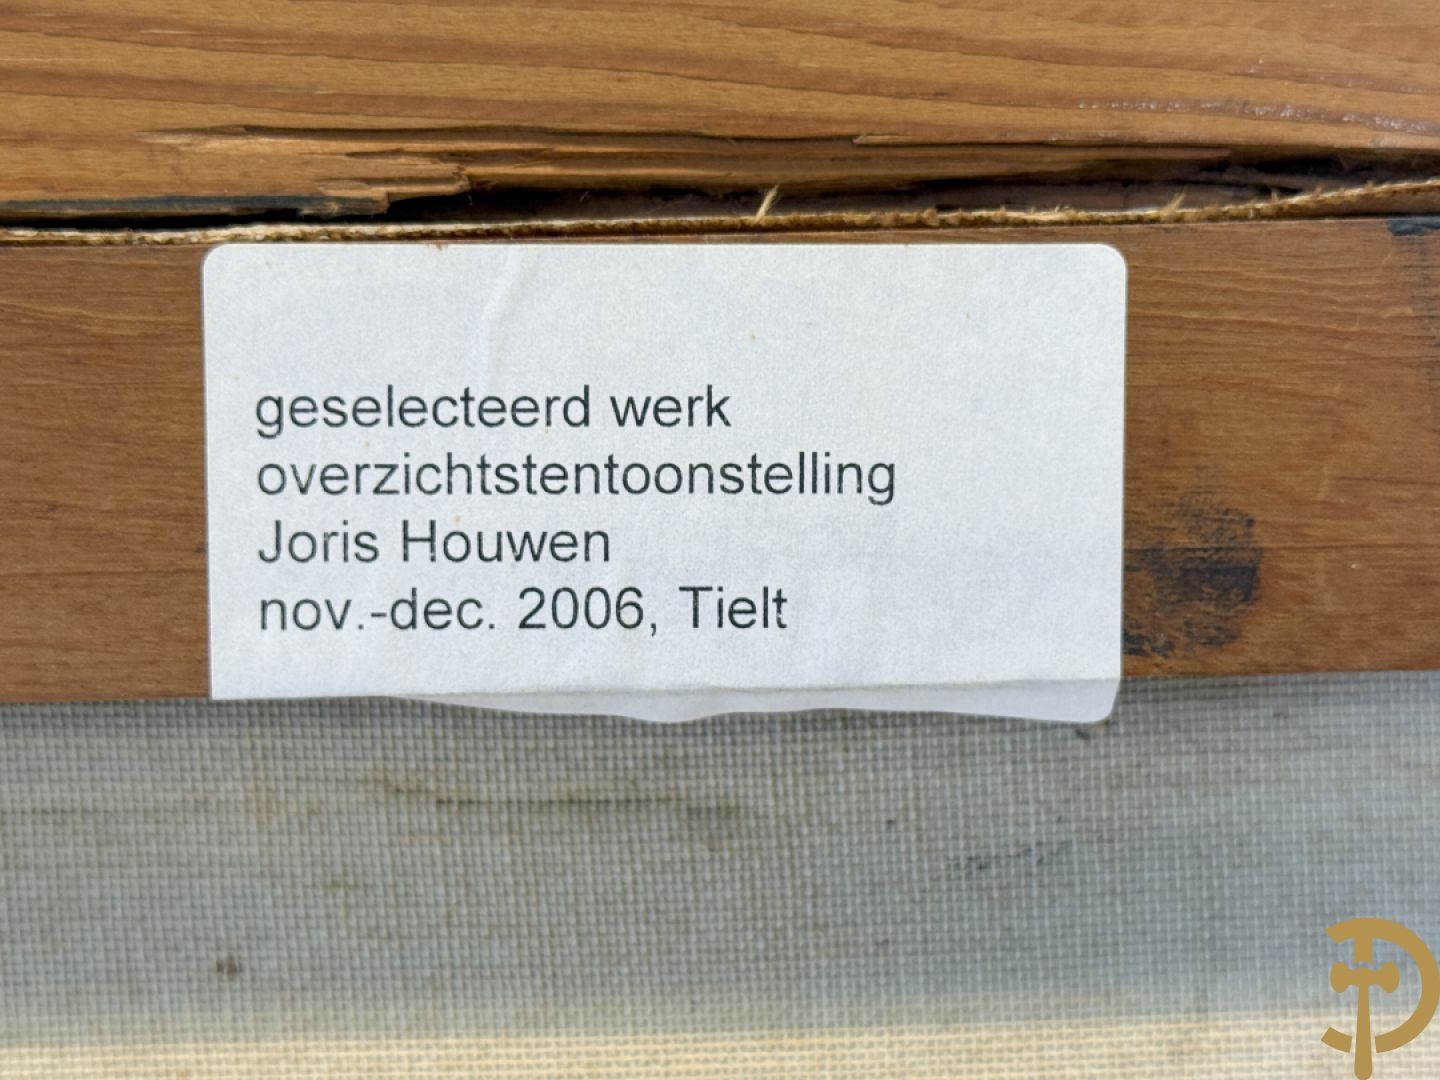 geselecteerd werk
overzichtstentoonstelling
Joris Houwen
nov.-dec. 2006, Tielt